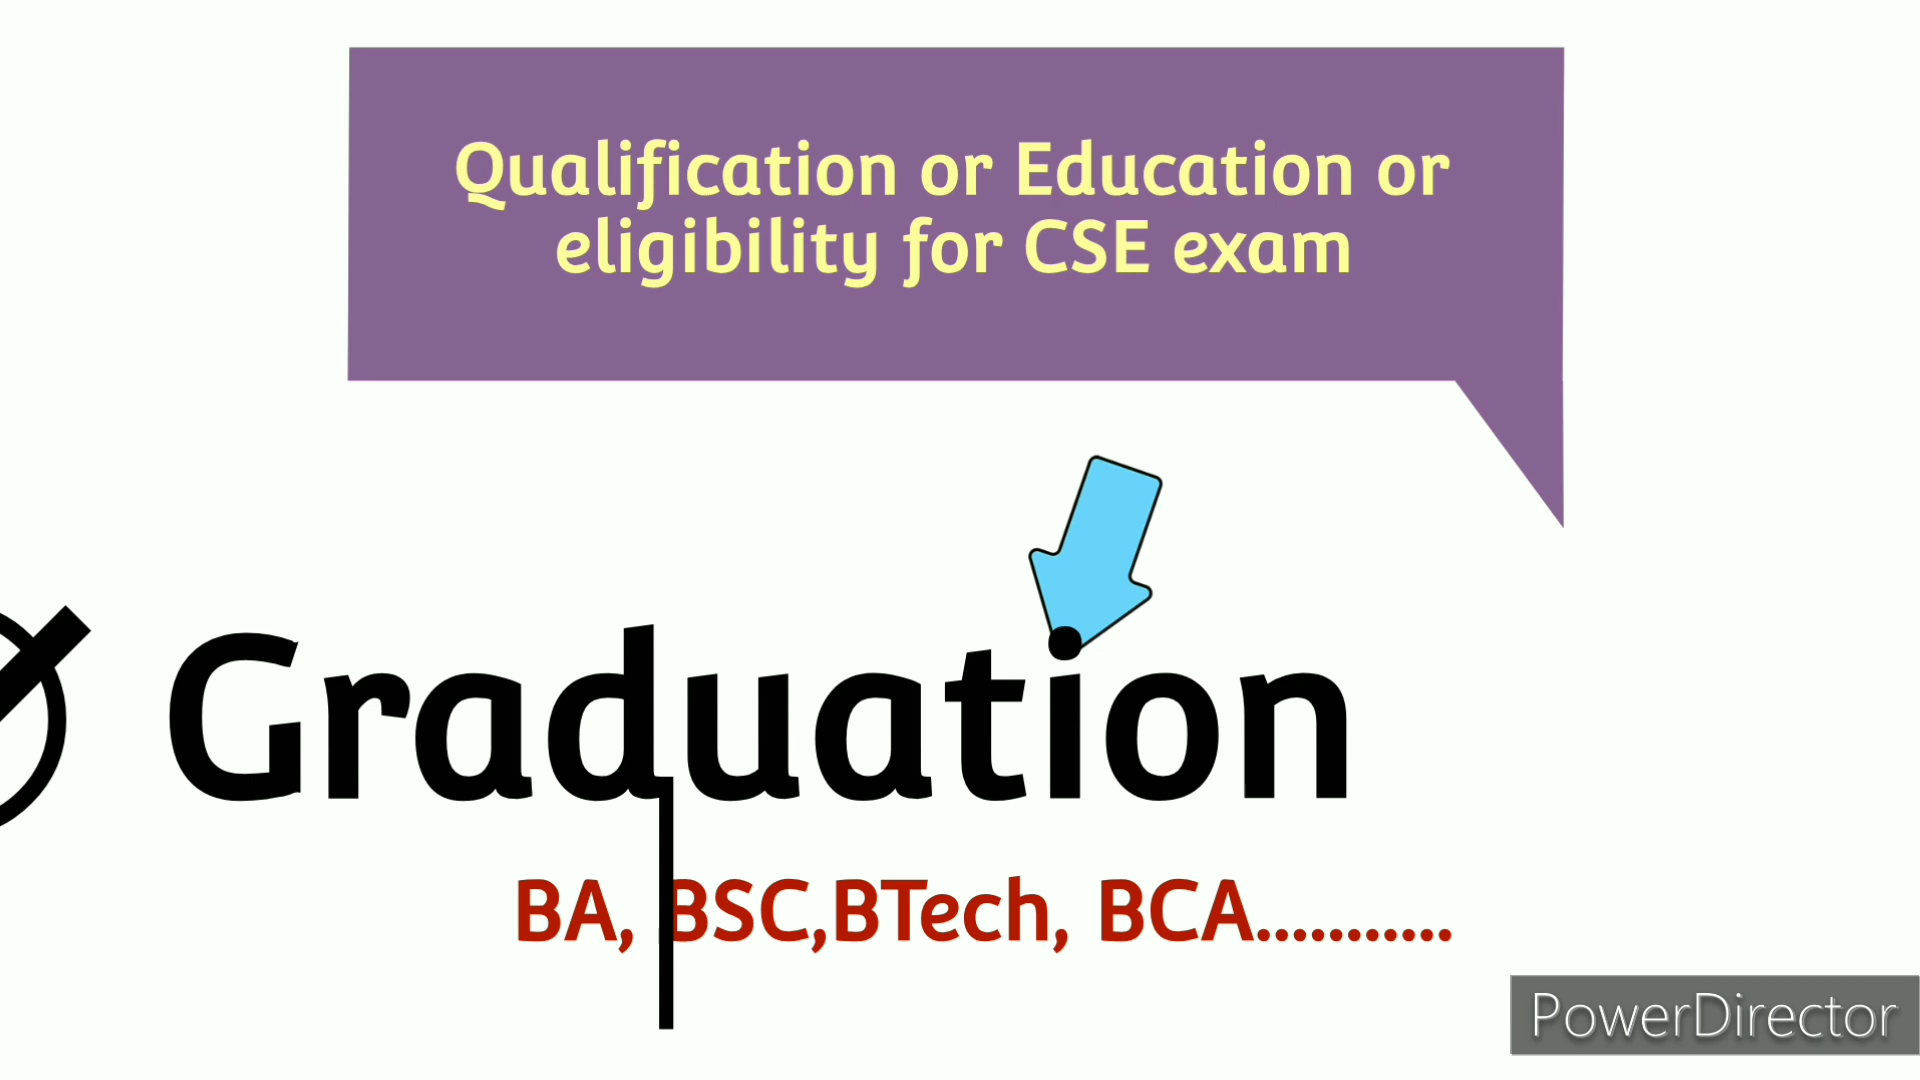 Qualification or Education or
eligibility for CSE exam
Graduation
BA, BSC,BTech, BCA...........
PowerDirector